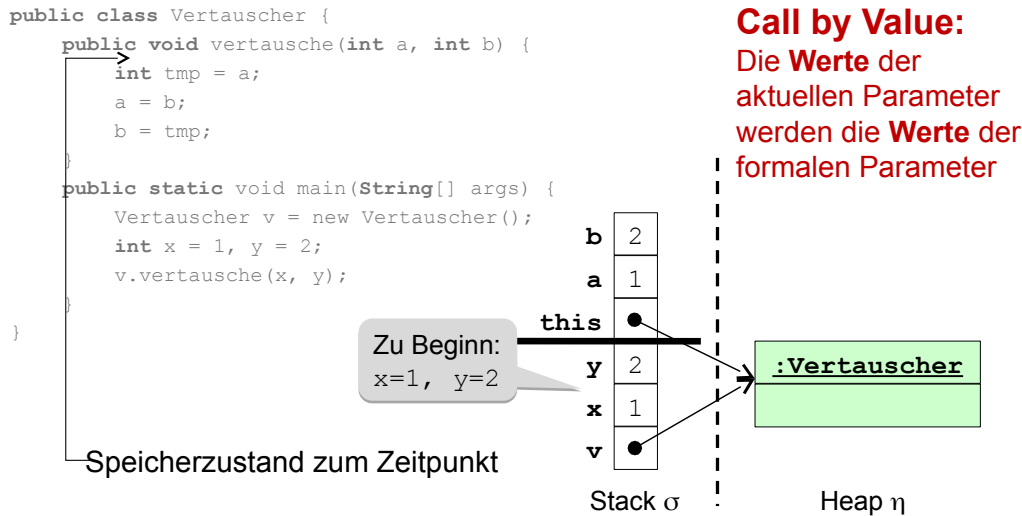 public class Vertauscher {
public void vertausche(int a, int b) {
int tmp = a;
a = b;
b = tmp;
}
public static void main(String[] args) {
Vertauscher v = new Vertauscher();
int x = 1, y = 2;
v.vertausche(x, y);
}
}
Call by Value:
Die Werte der
aktuellen Parameter
werden die Werte der
formalen Parameter
b 2
a 1
this
y 2
x 1
v
Zu Beginn:
x=1, y=2
:Vertauscher
Speicherzustand zum Zeitpunkt
Stack σ
Heap η